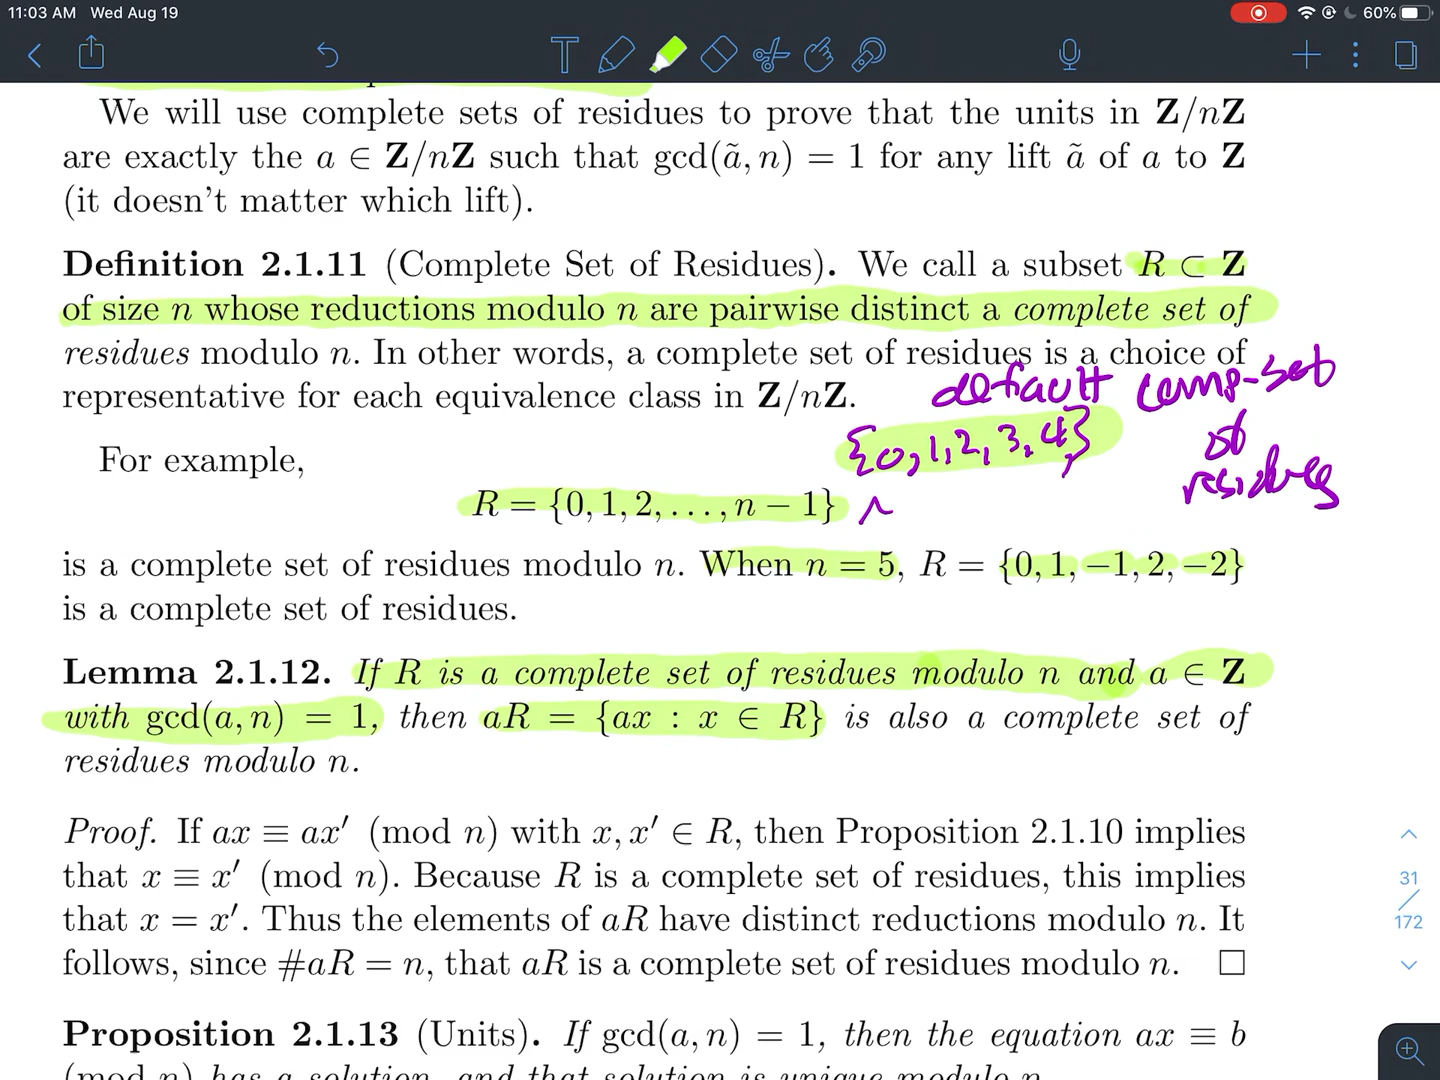 11:03 AM Wed Aug 19
60%
We will use complete sets of residues to prove that the units in Z/nZ
are exactly the a ∈ Z/nZ such that gcd(ã, n) = 1 for any lift ã of a to Z
(it doesn't matter which lift).
Definition 2.1.11 (Complete Set of Residues). We call a subset R ⊂ Z
of size n whose reductions modulo n are pairwise distinct a complete set of
residues modulo n. In other words, a complete set of residues is a choice of
representative for each equivalence class in Z/nZ.
default comp-set
of
residues
{0, 1, 2, 3, 4}
For example,
R = {0, 1, 2, . . . , n − 1}
is a complete set of residues modulo n. When n = 5, R = {0, 1, −1, 2, −2}
is a complete set of residues.
Lemma 2.1.12. If R is a complete set of residues modulo n and a ∈ Z
with gcd(a, n) = 1, then aR = {ax : x ∈ R} is also a complete set of
residues modulo n.
Proof. If ax ≡ ax′ (mod n) with x, x′ ∈ R, then Proposition 2.1.10 implies
that x ≡ x′ (mod n). Because R is a complete set of residues, this implies
that x = x′. Thus the elements of aR have distinct reductions modulo n. It
follows, since #aR = n, that aR is a complete set of residues modulo n. □
31
/
172
Proposition 2.1.13 (Units). If gcd(a, n) = 1, then the equation ax ≡ b
(mod n) has a solution, and that solution is unique modulo n.